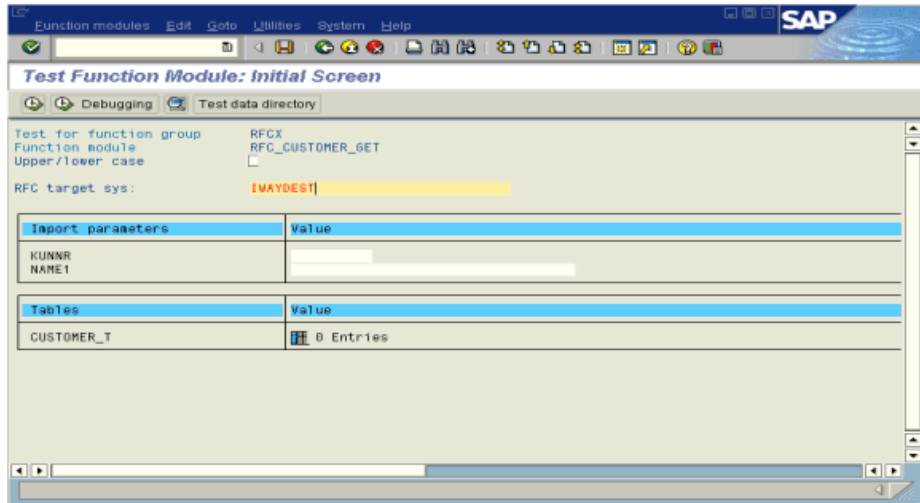 Function modules Edit Goto Utilities System Help
SAP
Test Function Module: Initial Screen
Debugging Test data directory
Test for function group RFCX
Function module RFC_CUSTOMER_GET
Upper/lower case
RFC target sys: IWAYDEST
Import parameters Value
KUNNR
NAME1
Tables Value
CUSTOMER_T 0 Entries